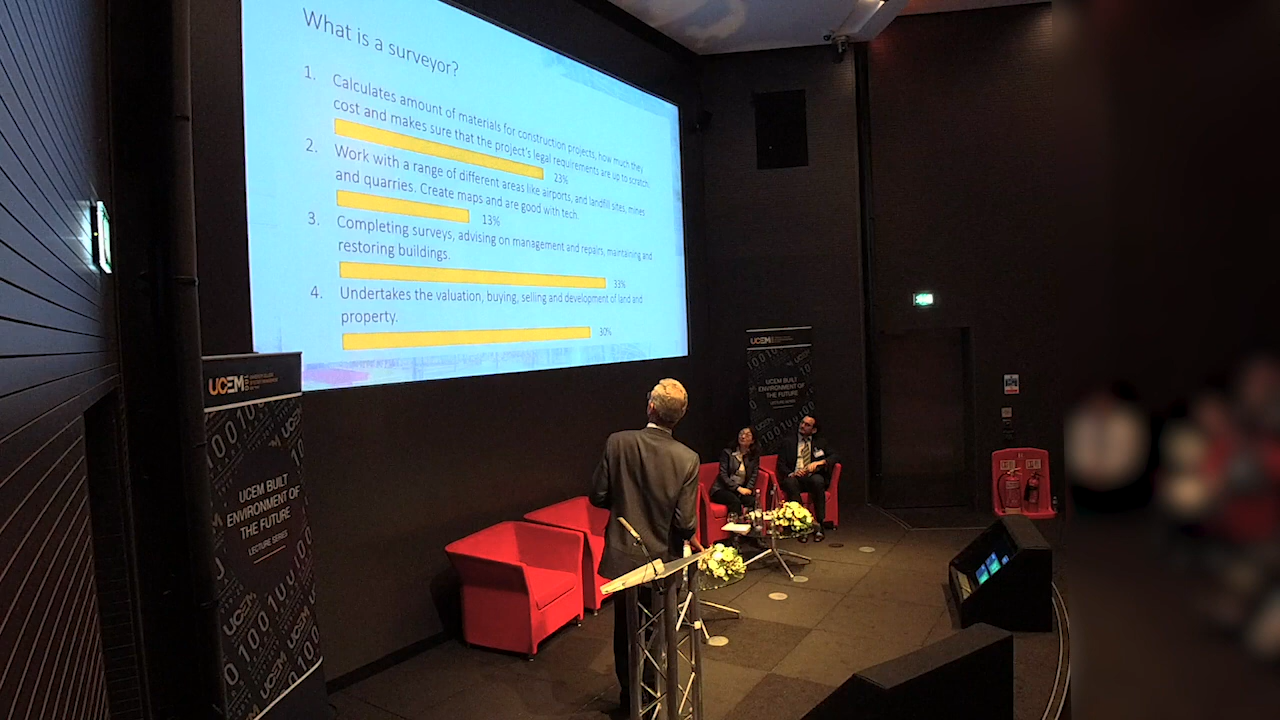 What is a surveyor?
1. Calculates amount of materials for construction projects, how much they
cost and makes sure that the project's legal requirements are up to scratch.
23%
2. Work with a range of different areas like airports, and landfill sites, mines
and quarries. Create maps and are good with tech.
13%
3. Completing surveys, advising on management and repairs, maintaining and
restoring buildings.
33%
4. Undertakes the valuation, buying, selling and development of land and
property.
30%
UCEM
UCEM BUILT
ENVIRONMENT OF
THE FUTURE
LECTURE SERIES
UCEM
UCEM BUILT
ENVIRONMENT OF
THE FUTURE
LECTURE SERIES